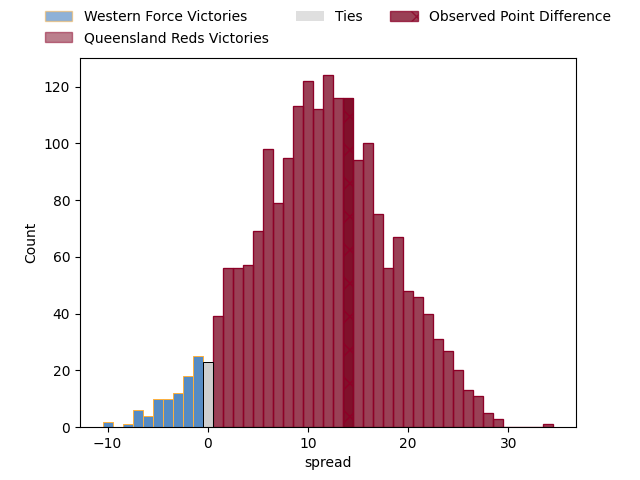 Western Force Victories
Queensland Reds Victories
Ties
Observed Point Difference
Count
120
100
80
60
40
20
0
−10
0
10
20
30
spread